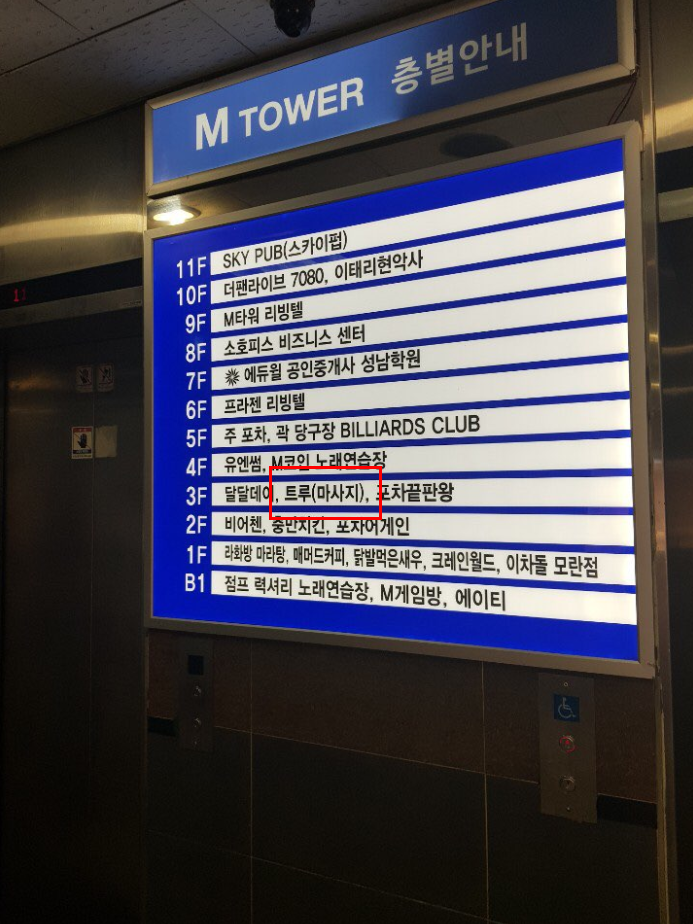 M TOWER 층별안내
11F SKY PUB(스카이펍)
10F 더팬라이브 7080, 이태리현악사
9F M타워 리빙텔
8F 소호피스 비즈니스 센터
7F 에듀윌 공인중개사 성남학원
6F 프라젠 리빙텔
5F 주 포차, 곽 당구장 BILLIARDS CLUB
4F 유엔썸, M코인 노래연습장
3F 달달데이, 트루(마사지), 포차끝판왕
2F 비어첸, 중만치킨, 포차어게인
1F 라화방 마라탕, 매머드커피, 닭발먹은새우, 크레인월드, 이차돌 모란점
B1 점프 럭셔리 노래연습장, M게임방, 에이티